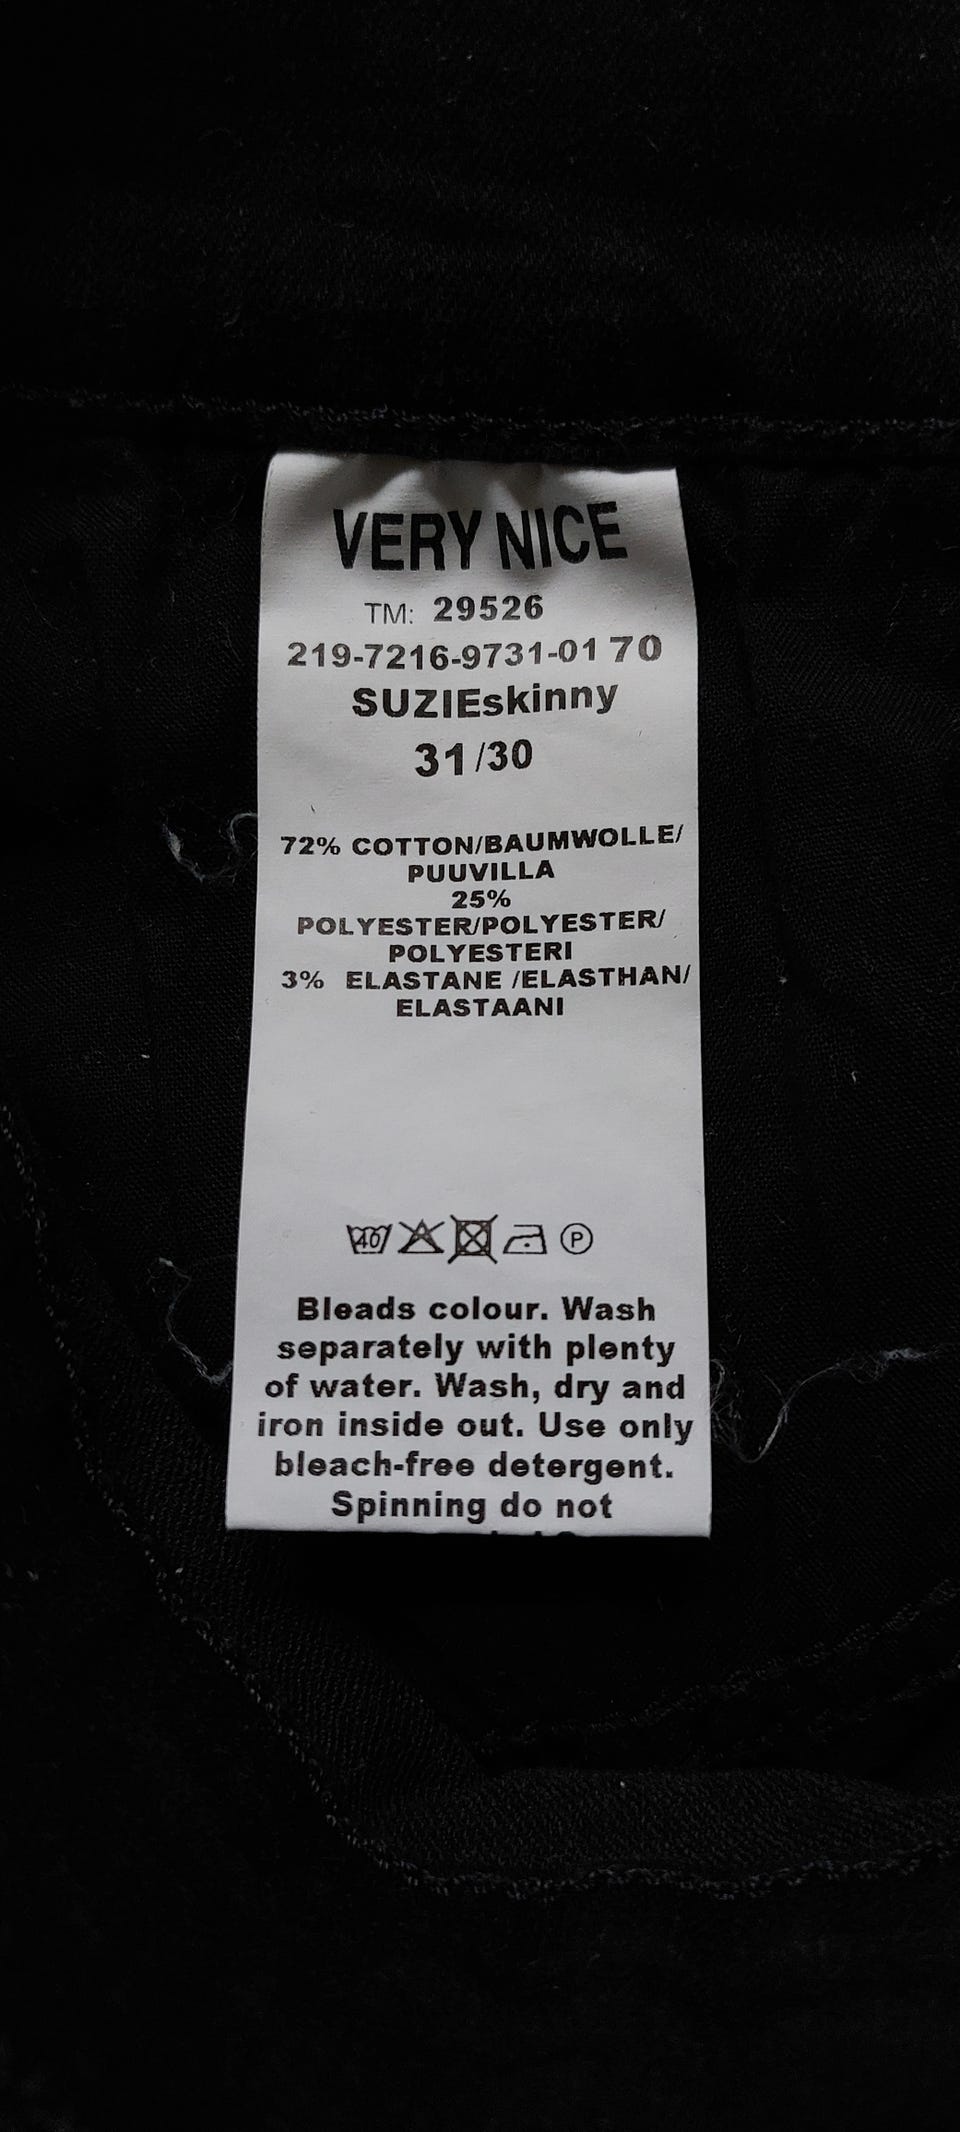 VERY NICE
TM: 29526
219-7216-9731-01 70
SUZIEskinny
31/30
72% COTTON/BAUMWOLLE/
PUUVILLA
25%
POLYESTER/POLYESTER/
POLYESTERI
3% ELASTANE /ELASTHAN/
ELASTAANI
40 P
Bleads colour. Wash
separately with plenty
of water. Wash, dry and
iron inside out. Use only
bleach-free detergent.
Spinning do not